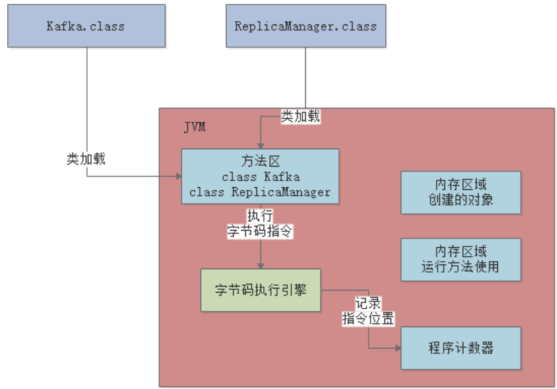 Kafka.class
ReplicaManager.class
类加载
JVM
类加载
方法区
class Kafka
class ReplicaManager
内存区域
创建的对象
执行
字节码指令
内存区域
运行方法使用
字节码执行引擎
记录
指令位置
程序计数器